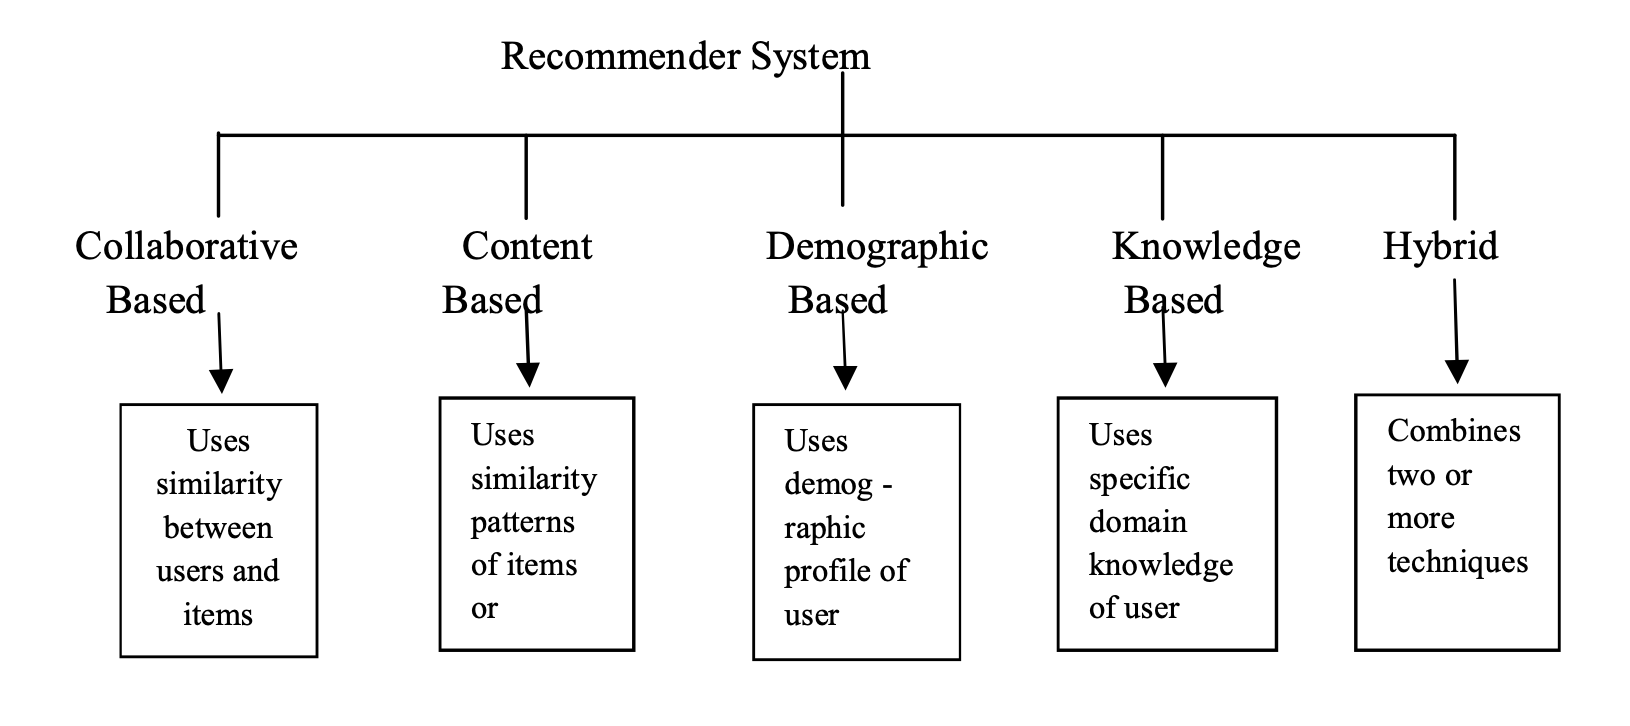 Recommender System
Collaborative
Based
Content
Based
Demographic
Based
Knowledge
Based
Hybrid
Uses
similarity
between
users and
items
Uses
similarity
patterns
of items
or
Uses
demog -
raphic
profile of
user
Uses
specific
domain
knowledge
of user
Combines
two or
more
techniques